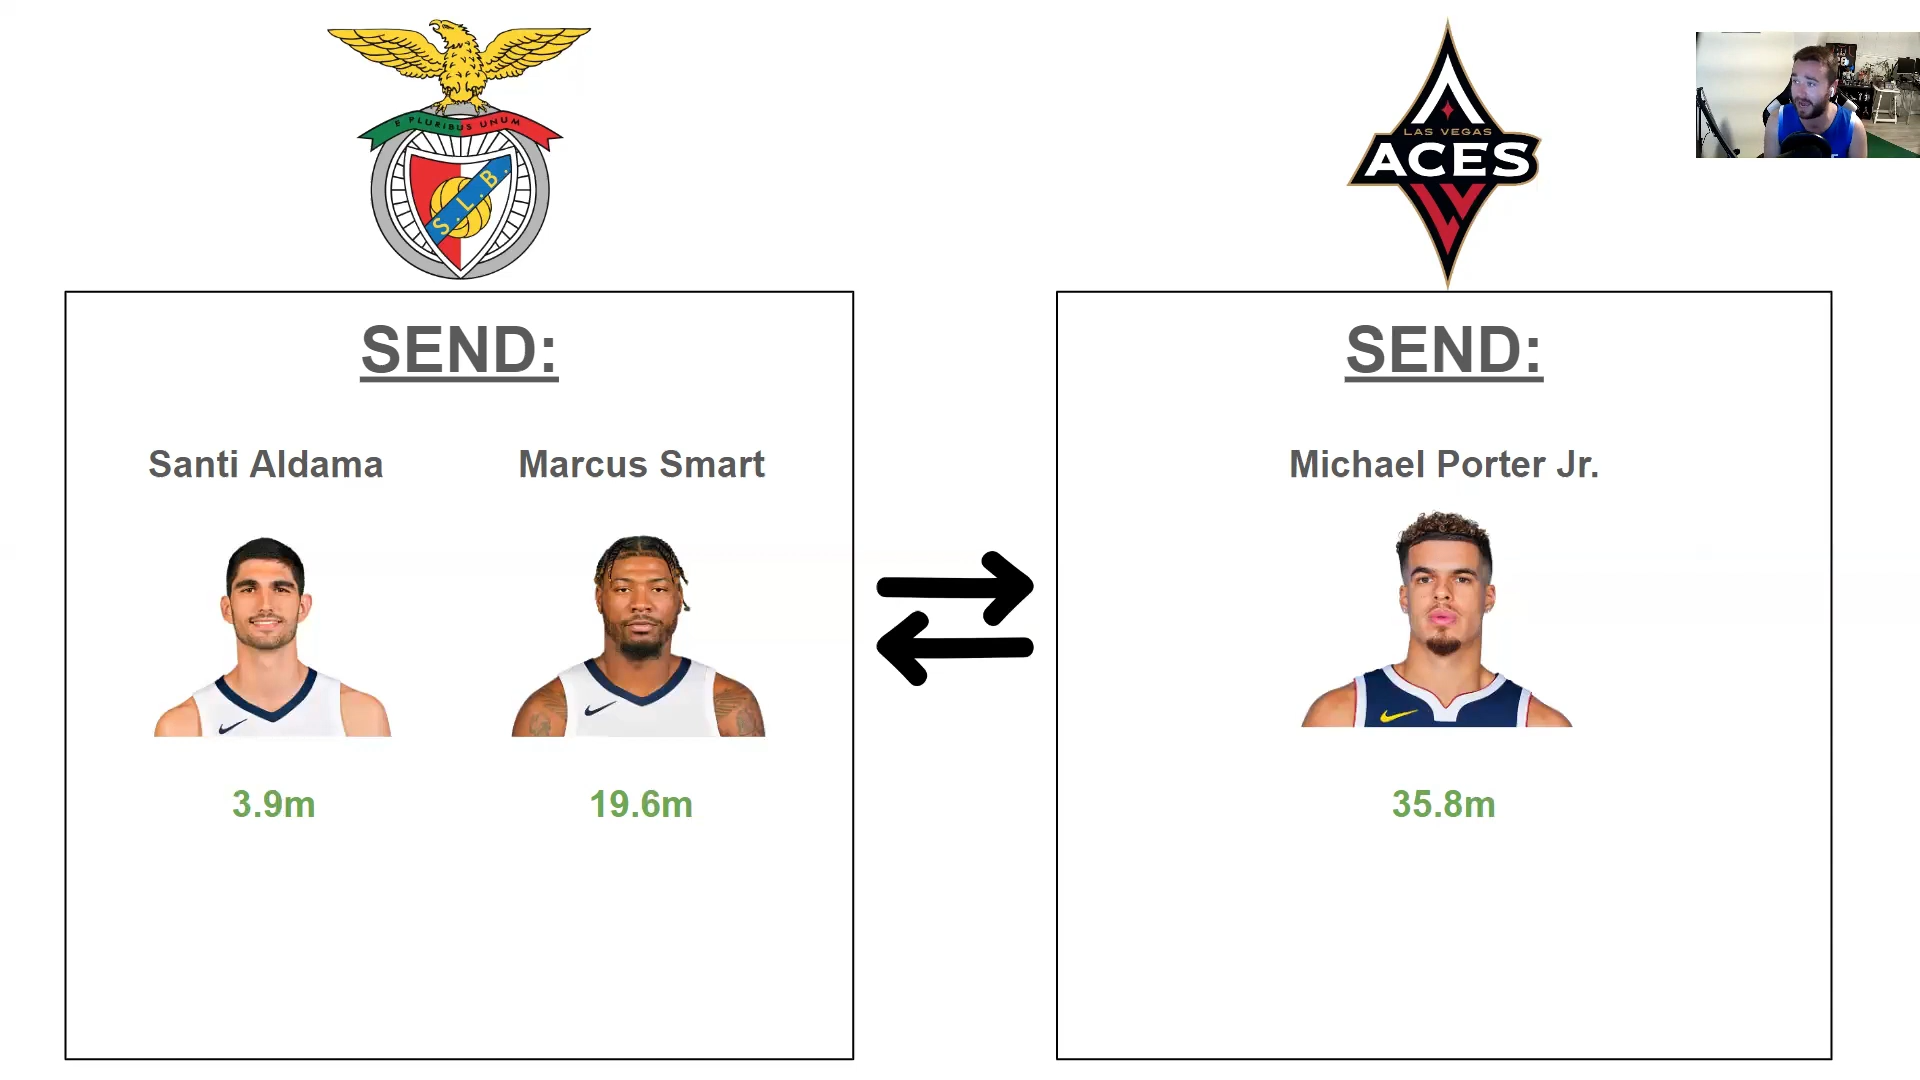 E PLURIBUS UNUM
S.L.B.
LAS VEGAS
ACES
SEND:
Santi Aldama
Marcus Smart
3.9m
19.6m
SEND:
Michael Porter Jr.
35.8m